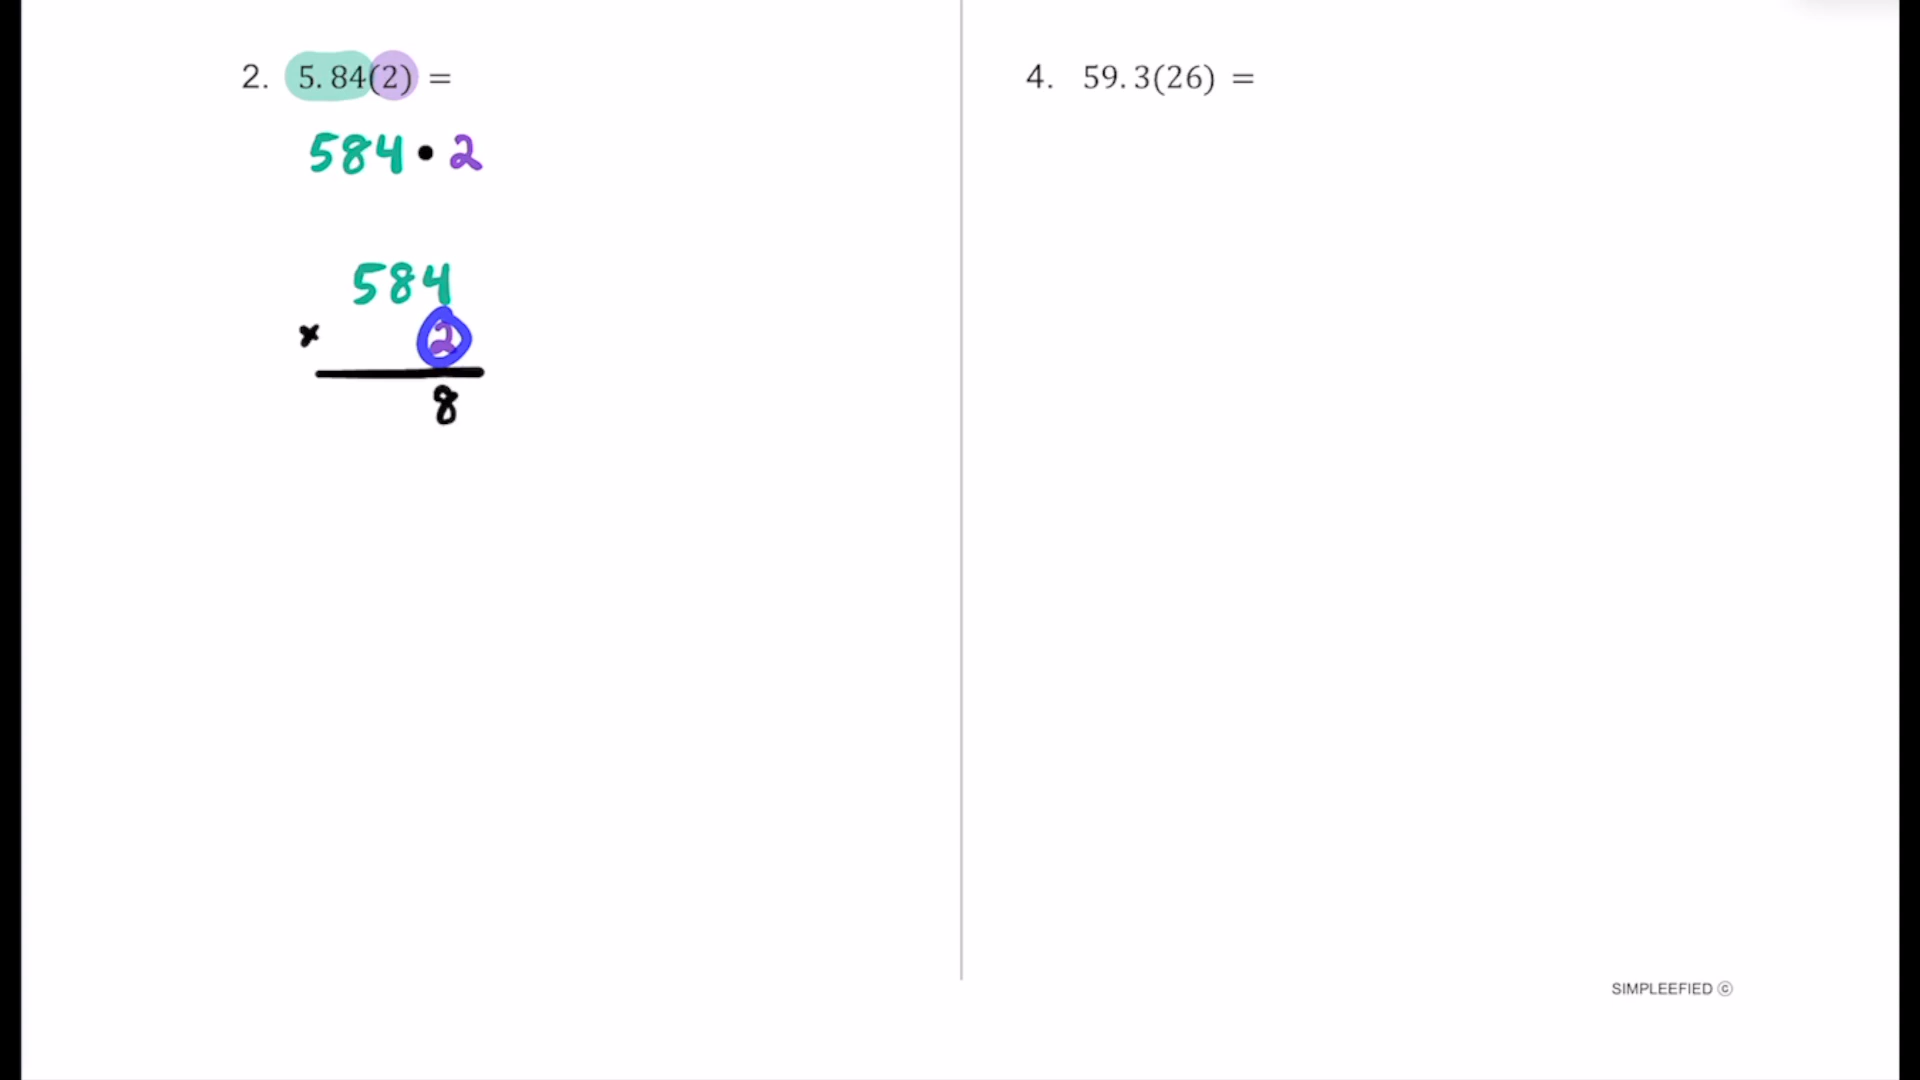 2. 5.84(2) =
584 • 2
584
x 2
8
4. 59.3(26) =
SIMPLEEFIED ©